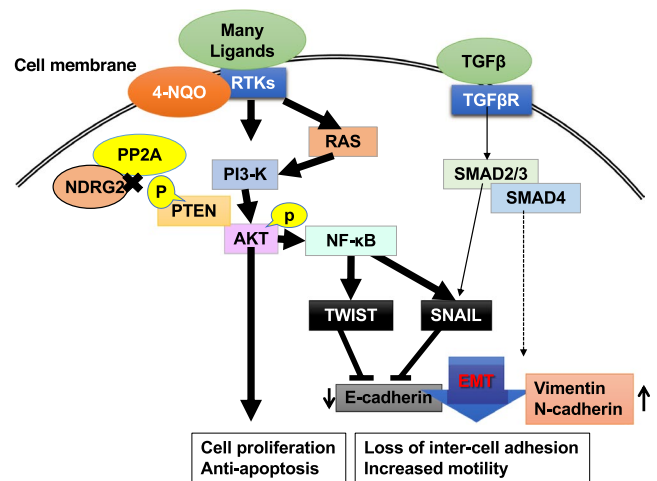 Many
Ligands
Cell membrane
4-NQO
RTKs
TGFβ
TGFβR
RAS
PP2A
NDRG2
P
PTEN
PI3-K
SMAD2/3
SMAD4
p
AKT
NF-κB
TWIST
SNAIL
E-cadherin
EMT
Vimentin
N-cadherin
Cell proliferation
Anti-apoptosis
Loss of inter-cell adhesion
Increased motility